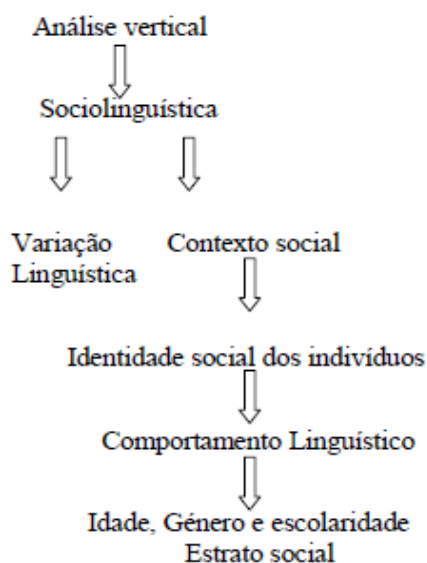 Análise vertical
Sociolinguística
Variação Contexto social
Linguística
Identidade social dos indivíduos
Comportamento Linguístico
Idade, Género e escolaridade
Estrato social